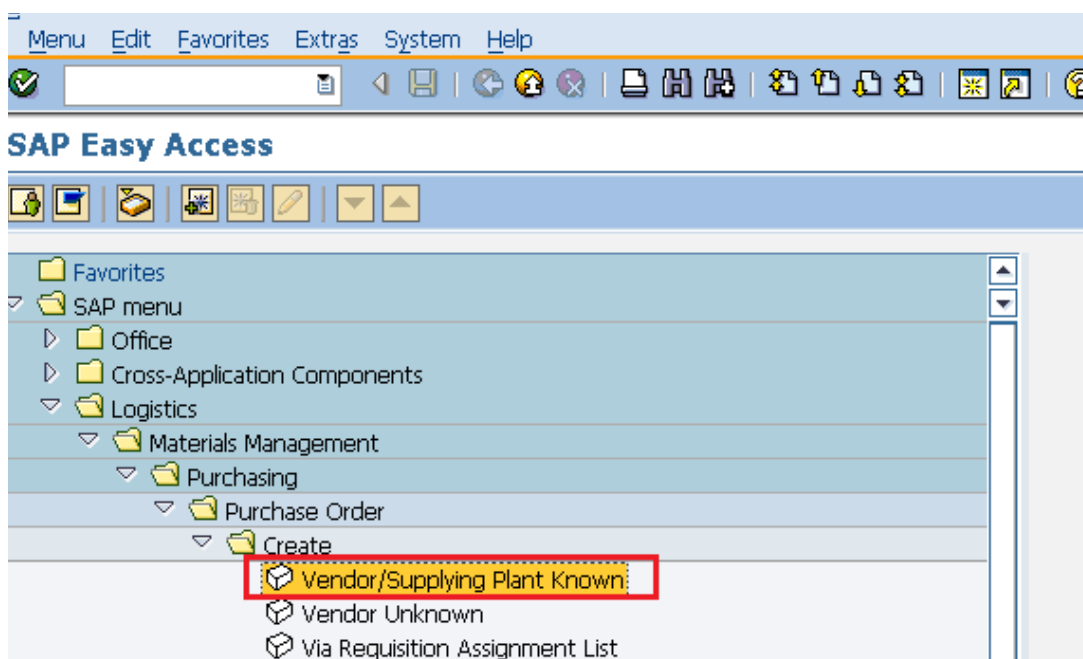 Menu Edit Favorites Extras System Help
SAP Easy Access
Favorites
SAP menu
Office
Cross-Application Components
Logistics
Materials Management
Purchasing
Purchase Order
Create
Vendor/Supplying Plant Known
Vendor Unknown
Via Requisition Assignment List